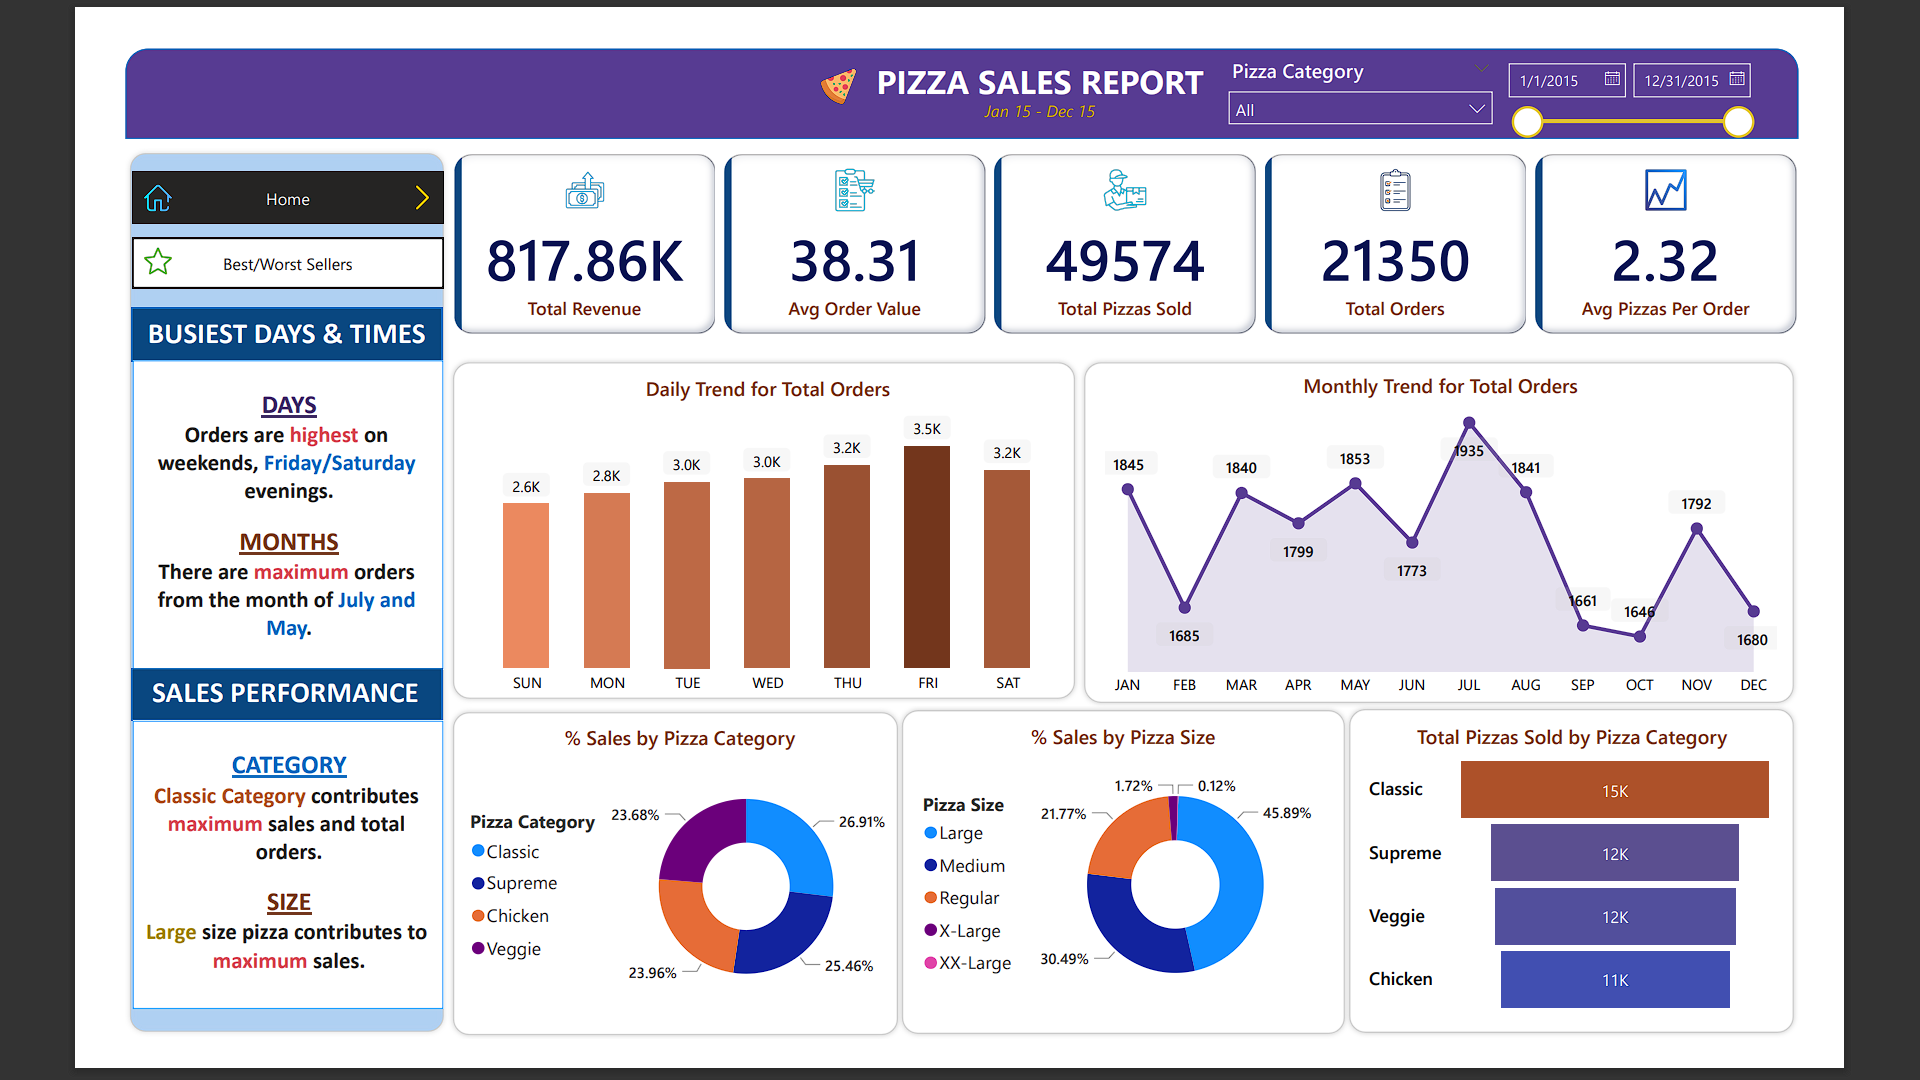 PIZZA SALES REPORT
Jan 15 - Dec 15
Pizza Category
All
1/1/2015
12/31/2015
Home
Best/Worst Sellers
BUSIEST DAYS & TIMES
DAYS
Orders are highest on
weekends, Friday/Saturday
evenings.
MONTHS
There are maximum orders
from the month of July and
May.
SALES PERFORMANCE
CATEGORY
Classic Category contributes
maximum sales and total
orders.
SIZE
Large size pizza contributes to
maximum sales.
817.86K
Total Revenue
38.31
Avg Order Value
49574
Total Pizzas Sold
21350
Total Orders
2.32
Avg Pizzas Per Order
Daily Trend for Total Orders
2.6K
2.8K
3.0K
3.0K
3.2K
3.5K
3.2K
SUN MON TUE WED THU FRI SAT
Monthly Trend for Total Orders
1845
1685
1840
1799
1853
1773
1935
1841
1661
1646
1792
1680
JAN FEB MAR APR MAY JUN JUL AUG SEP OCT NOV DEC
% Sales by Pizza Category
Pizza Category
Classic
Supreme
Chicken
Veggie
23.68%
26.91%
23.96%
25.46%
% Sales by Pizza Size
Pizza Size
Large
Medium
Regular
X-Large
XX-Large
1.72%
0.12%
21.77%
45.89%
30.49%
Total Pizzas Sold by Pizza Category
Classic 15K
Supreme 12K
Veggie 12K
Chicken 11K